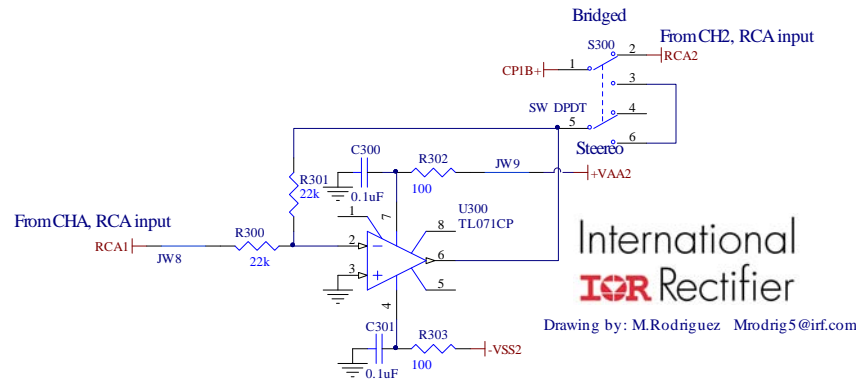 Bridged
S300
From CH2, RCA input
CP1B+
1
2
RCA2
3
SW DPDT
4
5
6
Steereo
C300
0.1uF
R302
100
JW9
+VAA2
R301
22k
From CHA, RCA input
RCA1
JW8
R300
22k
1
7
U300
TL071CP
8
2
3
6
5
4
International
IOR Rectifier
Drawing by: M.Rodriguez Mrodrig5@irf.com
C301
0.1uF
R303
100
-VSS2